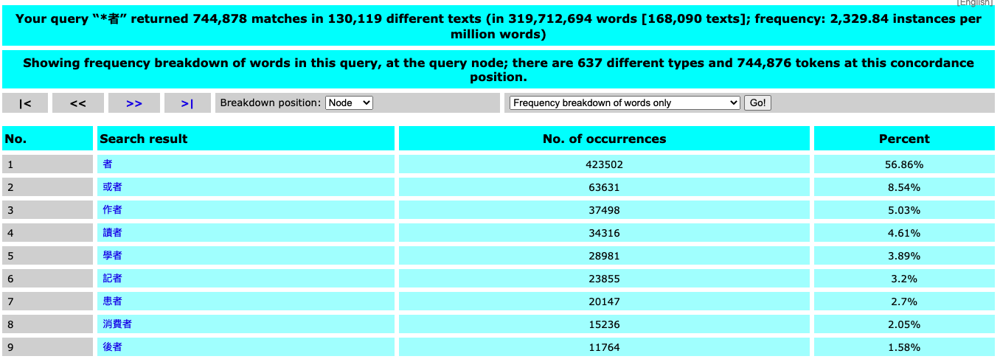 [English]
Your query “*者” returned 744,878 matches in 130,119 different texts (in 319,712,694 words [168,090 texts]; frequency: 2,329.84 instances per
million words)
Showing frequency breakdown of words in this query, at the query node; there are 637 different types and 744,876 tokens at this concordance
position.
|< << >> >| Breakdown position: Node Frequency breakdown of words only Go!
No. Search result No. of occurrences Percent
1 者 423502 56.86%
2 或者 63631 8.54%
3 作者 37498 5.03%
4 讀者 34316 4.61%
5 學者 28981 3.89%
6 記者 23855 3.2%
7 患者 20147 2.7%
8 消費者 15236 2.05%
9 後者 11764 1.58%